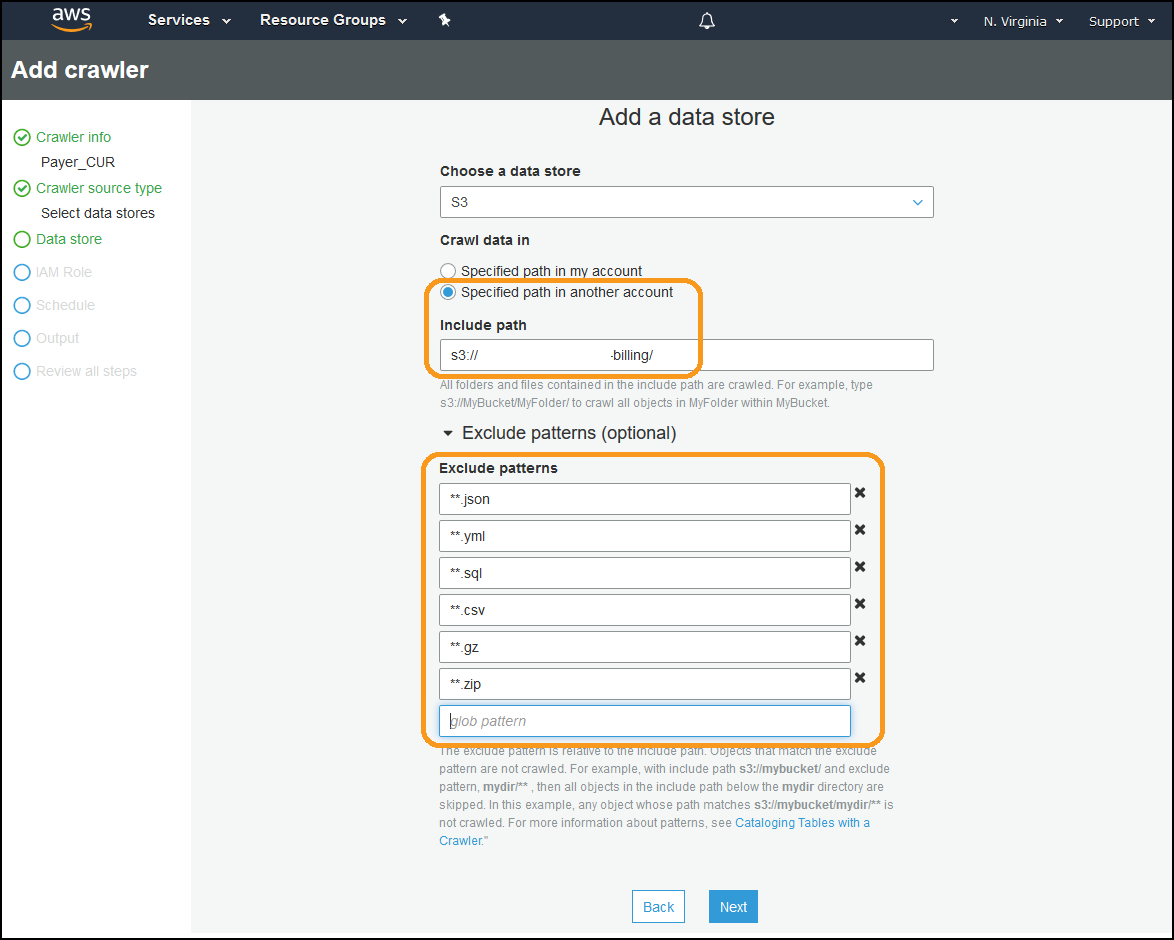 aws Services Resource Groups N. Virginia Support
Add crawler
Crawler info
Payer_CUR
Crawler source type
Select data stores
Data store
IAM Role
Schedule
Output
Review all steps
Add a data store
Choose a data store
S3
Crawl data in
Specified path in my account
Specified path in another account
Include path
s3:// -billing/
All folders and files contained in the include path are crawled. For example, type
s3://MyBucket/MyFolder/ to crawl all objects in MyFolder within MyBucket.
Exclude patterns (optional)
Exclude patterns
**.json
**.yml
**.sql
**.csv
**.gz
**.zip
glob pattern
The exclude pattern is relative to the include path. Objects that match the exclude
pattern are not crawled. For example, with include path s3://mybucket/ and exclude
pattern, mydir/** , then all objects in the include path below the mydir directory are
skipped. In this example, any object whose path matches s3://mybucket/mydir/** is
not crawled. For more information about patterns, see Cataloging Tables with a
Crawler."
Back Next